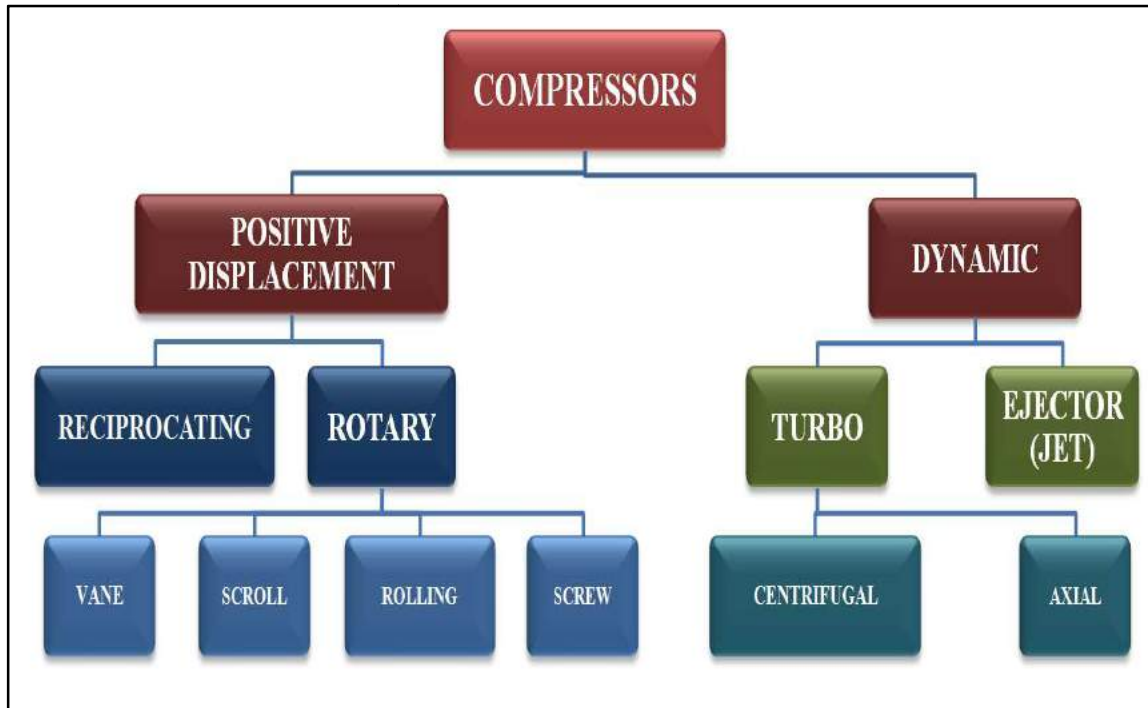 COMPRESSORS
POSITIVE
DISPLACEMENT
DYNAMIC
RECIPROCATING
ROTARY
TURBO
EJECTOR
(JET)
VANE
SCROLL
ROLLING
SCREW
CENTRIFUGAL
AXIAL